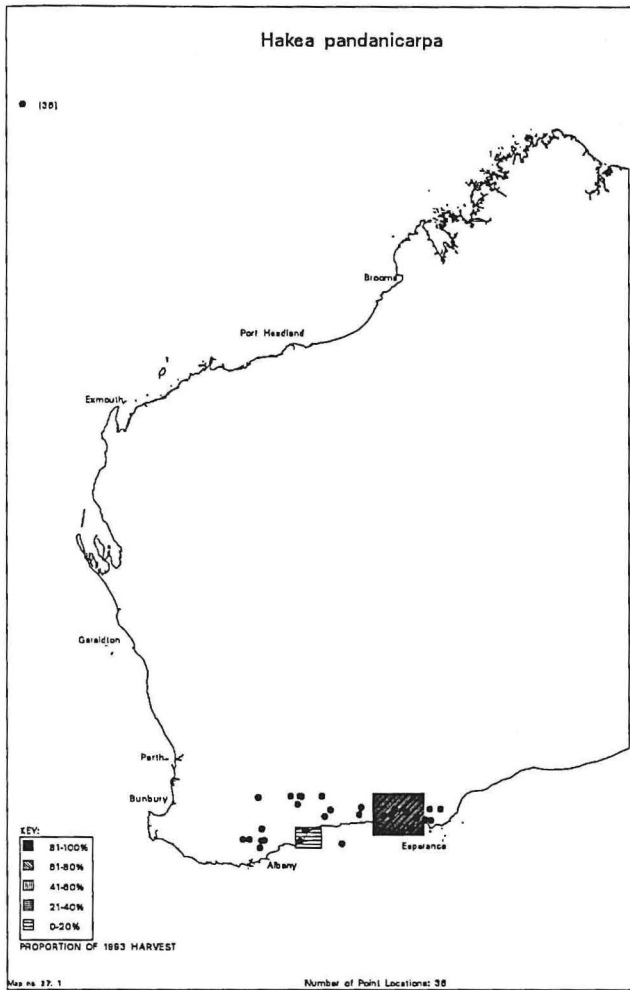 Hakea pandanicarpa
(36)
Broome
Port Headland
Exmouth
Geraldton
Perth
Bunbury
Esperance
Albany
KEY:
81-100%
61-80%
41-60%
21-40%
0-20%
PROPORTION OF 1993 HARVEST
Map no. 37. 1
Number of Point Locations: 36